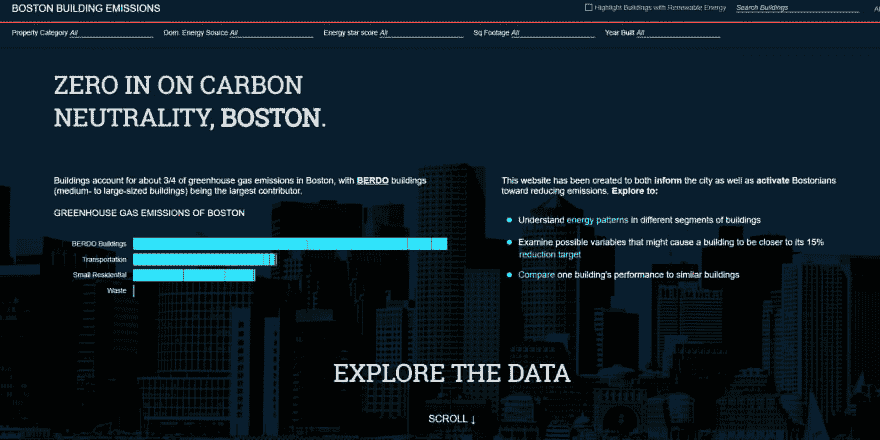 BOSTON BUILDING EMISSIONS
Highlight Buildings with Renewable Energy
Search Buildings
Property Category All
Dom. Energy Source All
Energy star score All
Sq Footage All
Year Built All
ZERO IN ON CARBON
NEUTRALITY, BOSTON.
Buildings account for about 3/4 of greenhouse gas emissions in Boston, with BERDO buildings
(medium- to large-sized buildings) being the largest contributor.
GREENHOUSE GAS EMISSIONS OF BOSTON
BERDO Buildings
Transportation
Small Residential
Waste
This website has been created to both inform the city as well as activate Bostonians
toward reducing emissions. Explore to:
Understand energy patterns in different segments of buildings
Examine possible variables that might cause a building to be closer to its 15%
reduction target
Compare one building's performance to similar buildings
EXPLORE THE DATA
SCROLL ↓